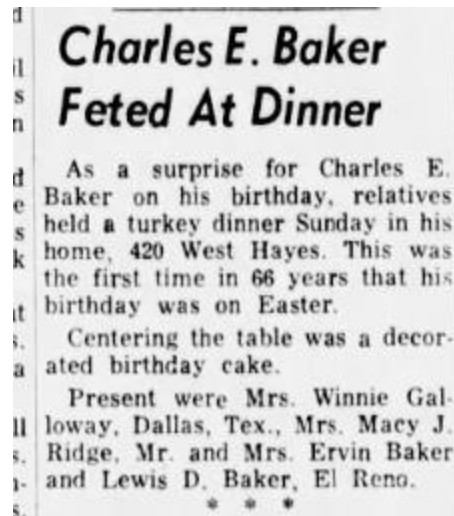 Charles E. Baker
Feted At Dinner
As a surprise for Charles E.
Baker on his birthday, relatives
held a turkey dinner Sunday in his
home, 420 West Hayes. This was
the first time in 66 years that his
birthday was on Easter.
Centering the table was a decor-
ated birthday cake.
Present were Mrs. Winnie Gal-
loway, Dallas, Tex., Mrs. Macy J.
Ridge, Mr. and Mrs. Ervin Baker
and Lewis D. Baker, El Reno.
* * *